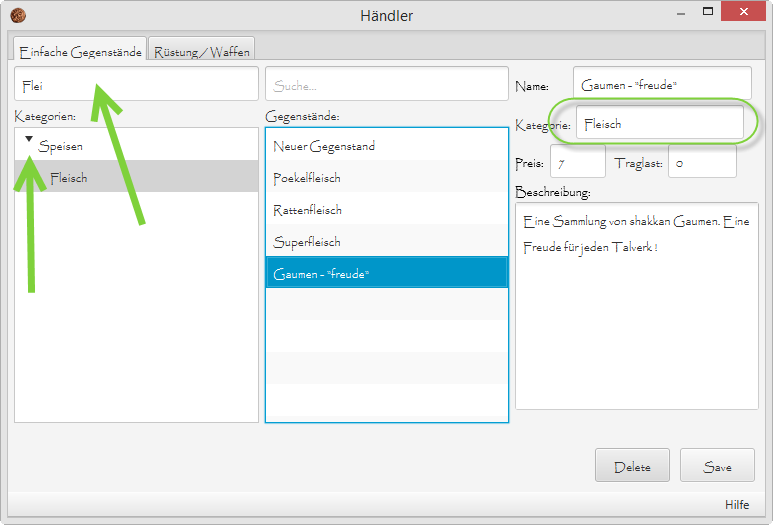 Händler
Einfache Gegenstände
Rüstung/Waffen
Flei
Suche...
Name:
Gaumen - "freude"
Kategorien:
Gegenstände:
Kategorie:
Fleisch
Speisen
Fleisch
Neuer Gegenstand
Poekelfleisch
Rattenfleisch
Superfleisch
Gaumen - "freude"
Preis:
7
Traglast:
0
Beschreibung:
Eine Sammlung von shakkan Gaumen. Eine
Freude für jeden Talverk !
Delete
Save
Hilfe